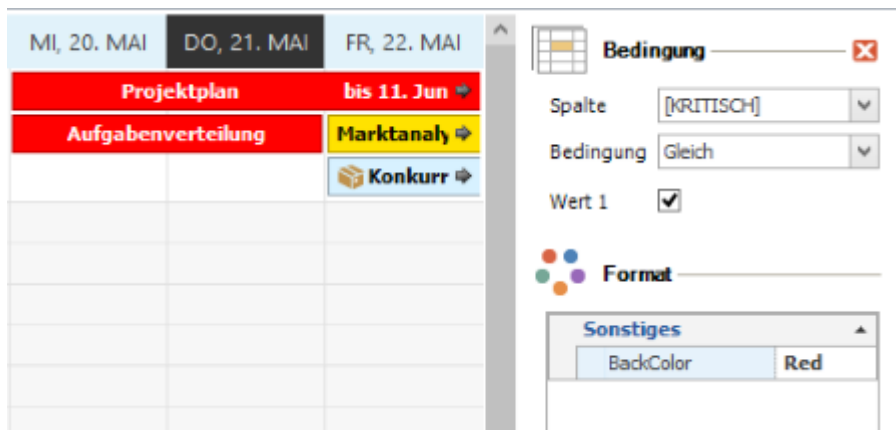 MI, 20. MAI
DO, 21. MAI
FR, 22. MAI
Projektplan
bis 11. Jun
Aufgabenverteilung
Marktanaly
Konkurr
Bedingung
Spalte
[KRITISCH]
Bedingung
Gleich
Wert 1
Format
Sonstiges
BackColor
Red